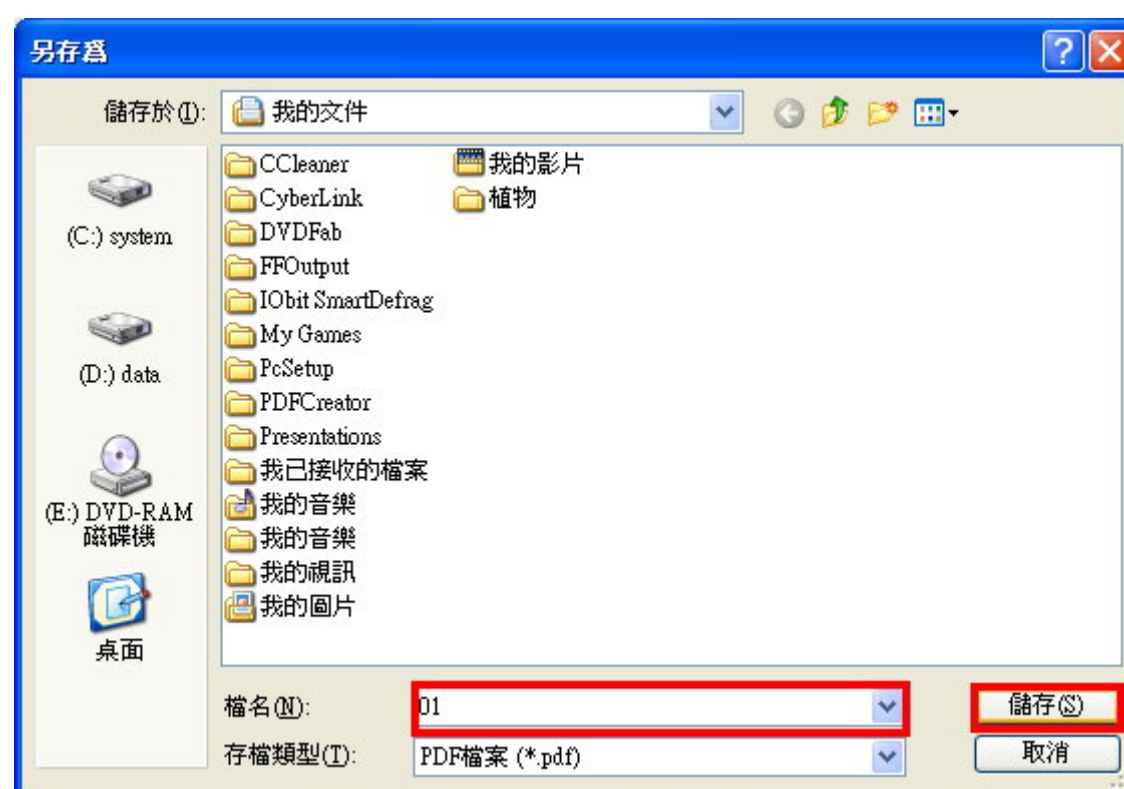 另存爲
儲存於(I):
我的文件
(C:) system
(D:) data
(E:) DVD-RAM
磁碟機
桌面
CCleaner
CyberLink
DVDFab
FFOutput
IObit SmartDefrag
My Games
PcSetup
PDFCreator
Presentations
我已接收的檔案
我的音樂
我的音樂
我的視訊
我的圖片
我的影片
植物
檔名(N):
01
儲存(S)
存檔類型(T):
PDF檔案 (*.pdf)
取消